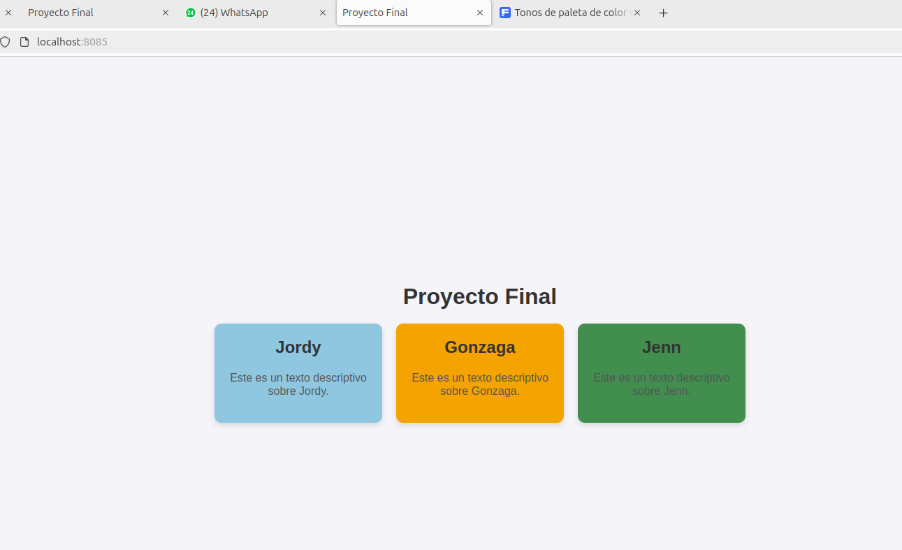 Proyecto Final
(24) WhatsApp
Proyecto Final
Tonos de paleta de color
localhost:8085
Proyecto Final
Jordy
Este es un texto descriptivo
sobre Jordy.
Gonzaga
Este es un texto descriptivo
sobre Gonzaga.
Jenn
Este es un texto descriptivo
sobre Jenn.